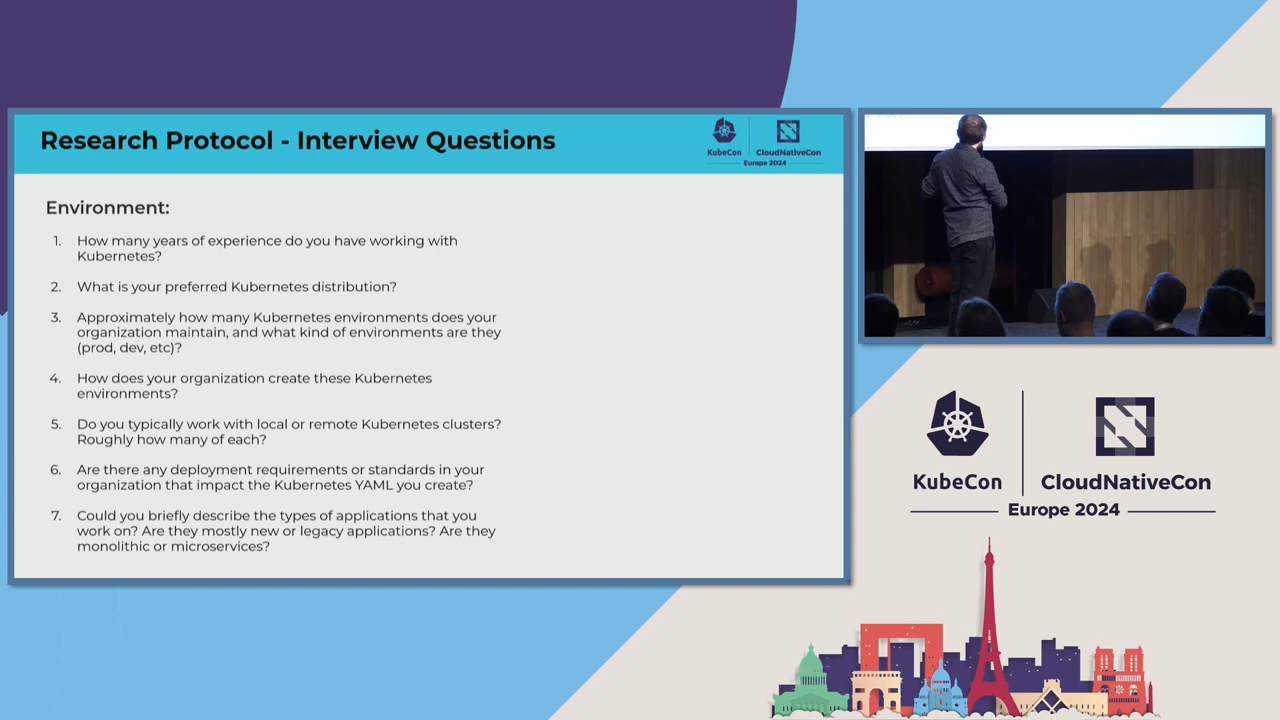 Research Protocol - Interview Questions
KubeCon
CloudNativeCon
Europe 2024
Environment:
1. How many years of experience do you have working with
Kubernetes?
2. What is your preferred Kubernetes distribution?
3. Approximately how many Kubernetes environments does your
organization maintain, and what kind of environments are they
(prod, dev, etc)?
4. How does your organization create these Kubernetes
environments?
5. Do you typically work with local or remote Kubernetes clusters?
Roughly how many of each?
6. Are there any deployment requirements or standards in your
organization that impact the Kubernetes YAML you create?
7. Could you briefly describe the types of applications that you
work on? Are they mostly new or legacy applications? Are they
monolithic or microservices?
KubeCon
CloudNativeCon
Europe 2024